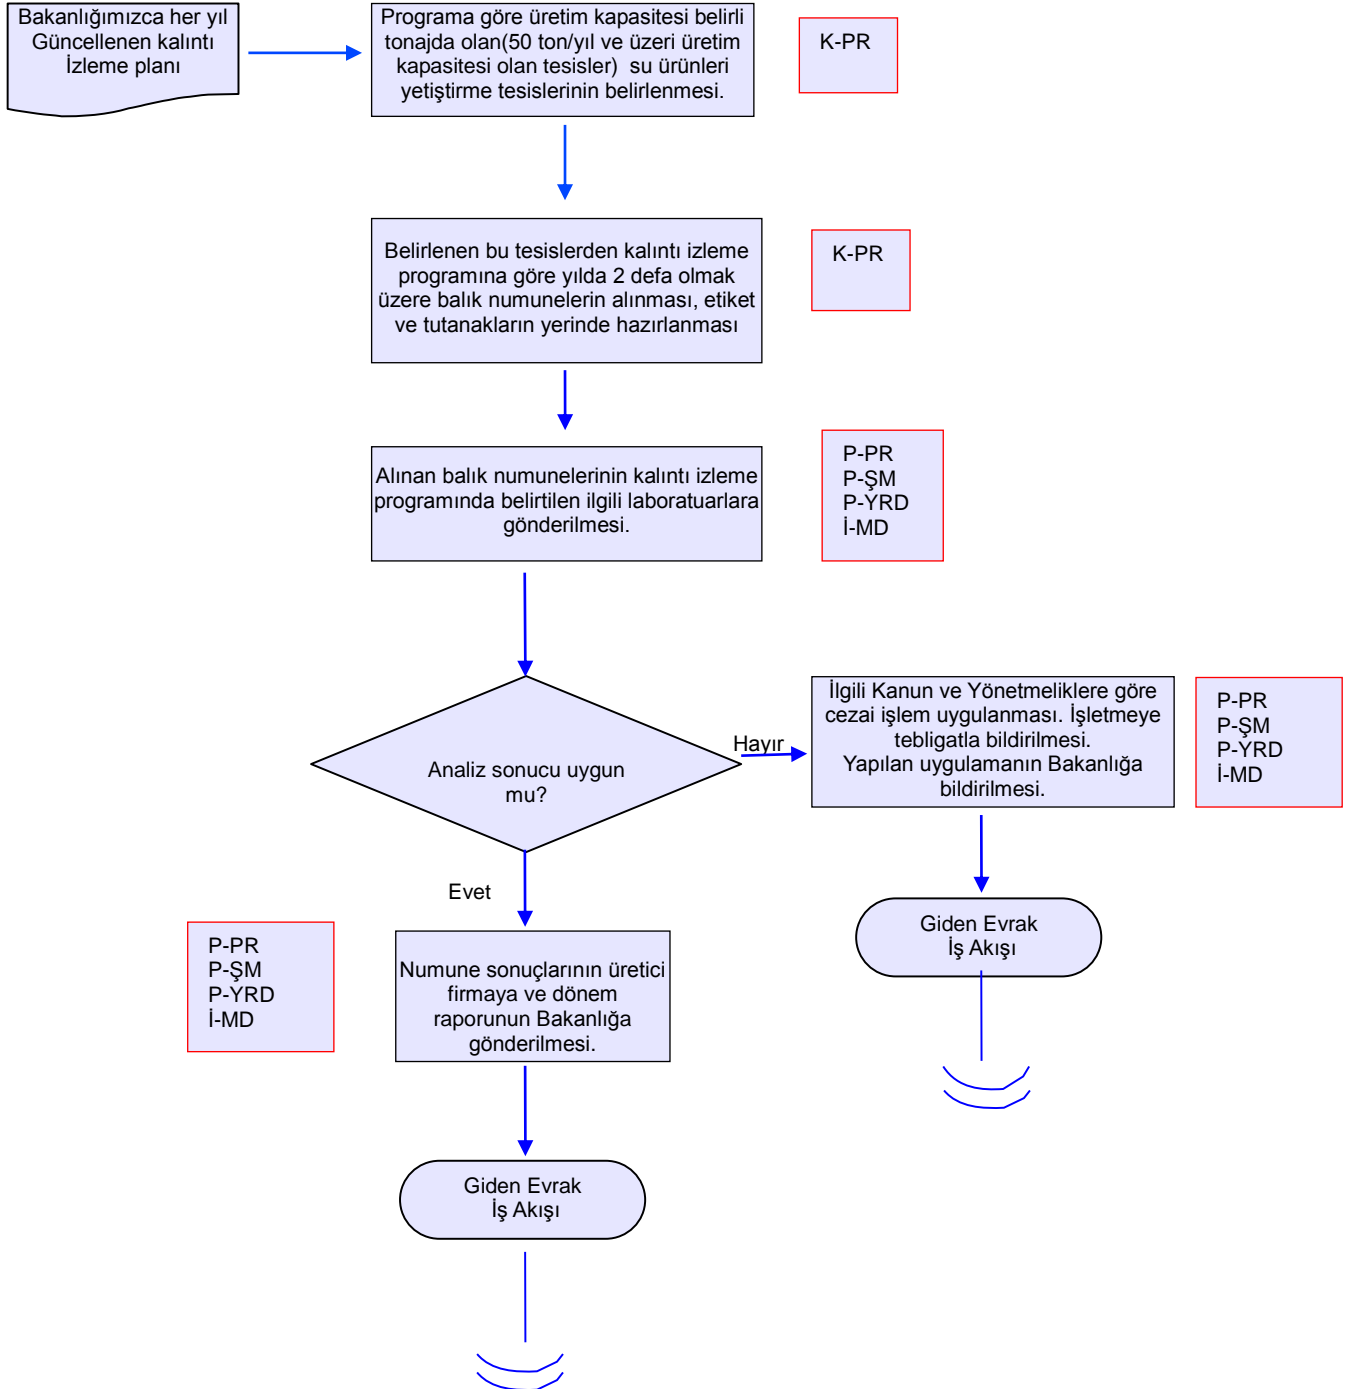 Bakanlığımızca her yıl
Güncellenen kalıntı
İzleme planı
Programa göre üretim kapasitesi belirli
tonajda olan(50 ton/yıl ve üzeri üretim
kapasitesi olan tesisler) su ürünleri
yetiştirme tesislerinin belirlenmesi.
K-PR
Belirlenen bu tesislerden kalıntı izleme
programına göre yılda 2 defa olmak
üzere balık numunelerin alınması, etiket
ve tutanakların yerinde hazırlanması
K-PR
Alınan balık numunelerinin kalıntı izleme
programında belirtilen ilgili laboratuarlara
gönderilmesi.
P-PR
P-ŞM
P-YRD
İ-MD
Analiz sonucu uygun
mu?
Hayır
İlgili Kanun ve Yönetmeliklere göre
cezai işlem uygulanması. İşletmeye
tebligatla bildirilmesi.
Yapılan uygulamanın Bakanlığa
bildirilmesi.
P-PR
P-ŞM
P-YRD
İ-MD
Giden Evrak
İş Akışı
Evet
P-PR
P-ŞM
P-YRD
İ-MD
Numune sonuçlarının üretici
firmaya ve dönem
raporunun Bakanlığa
gönderilmesi.
Giden Evrak
İş Akışı